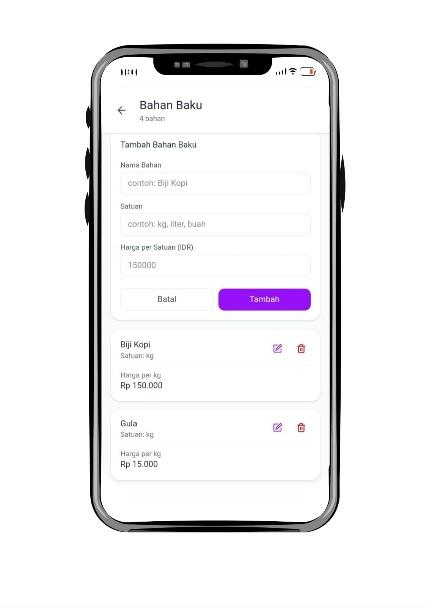 Bahan Baku
4 bahan
Tambah Bahan Baku
Nama Bahan
contoh: Biji Kopi
Satuan
contoh: kg, liter, buah
Harga per Satuan (IDR)
150000
Batal Tambah
Biji Kopi
Satuan: kg
Harga per kg
Rp 150.000
Gula
Satuan: kg
Harga per kg
Rp 15.000